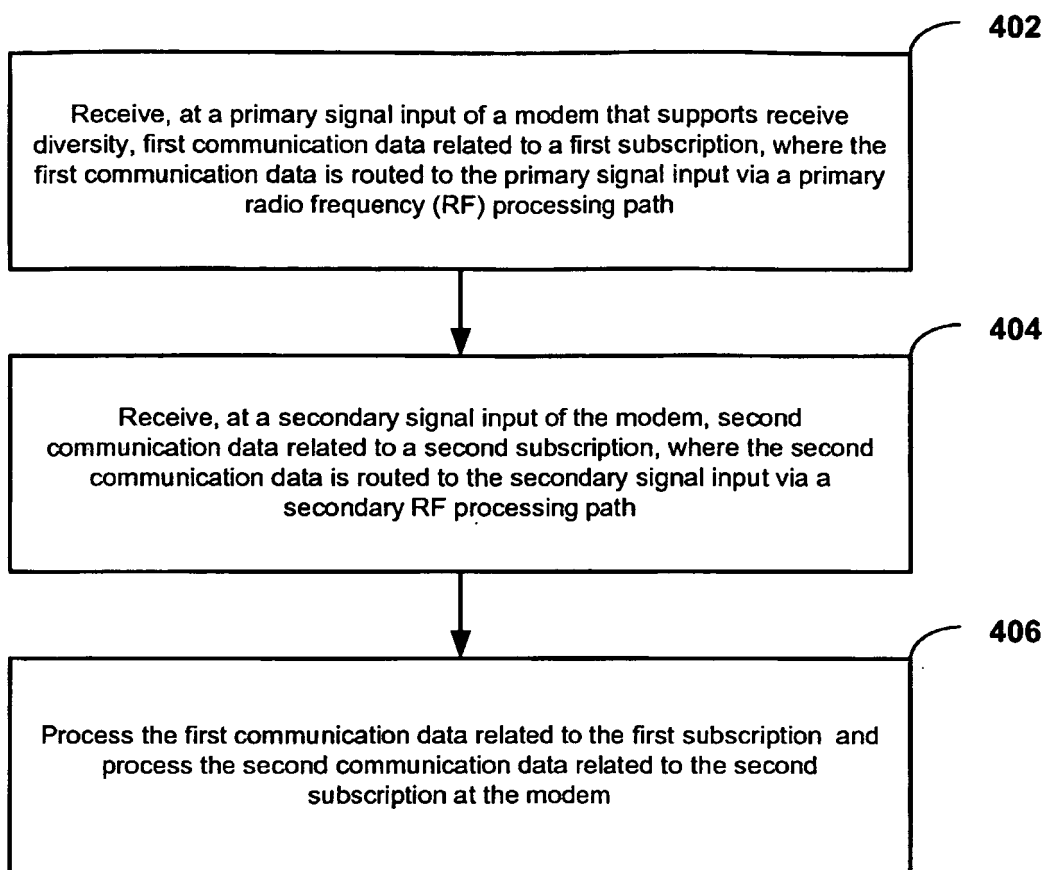 402
Receive, at a primary signal input of a modem that supports receive
diversity, first communication data related to a first subscription, where the
first communication data is routed to the primary signal input via a primary
radio frequency (RF) processing path
404
Receive, at a secondary signal input of the modem, second
communication data related to a second subscription, where the second
communication data is routed to the secondary signal input via a
secondary RF processing path
406
Process the first communication data related to the first subscription and
process the second communication data related to the second
subscription at the modem